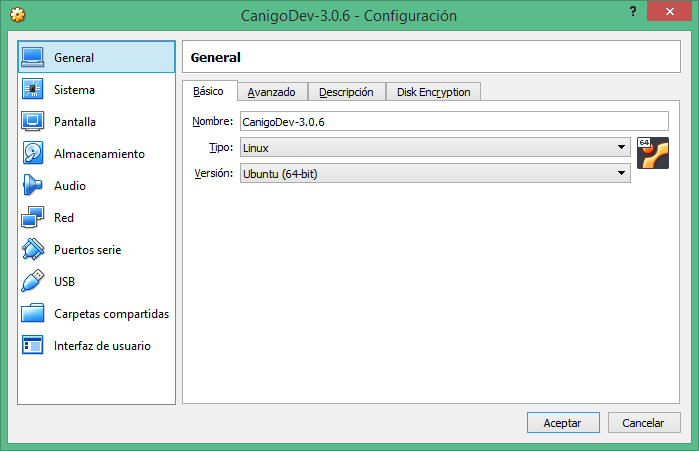 CanigoDev-3.0.6 - Configuración
?
General
Sistema
Pantalla
Almacenamiento
Audio
Red
Puertos serie
USB
Carpetas compartidas
Interfaz de usuario
General
Básico Avanzado Descripción Disk Encryption
Nombre: CanigoDev-3.0.6
Tipo: Linux
64
Versión: Ubuntu (64-bit)
Aceptar Cancelar